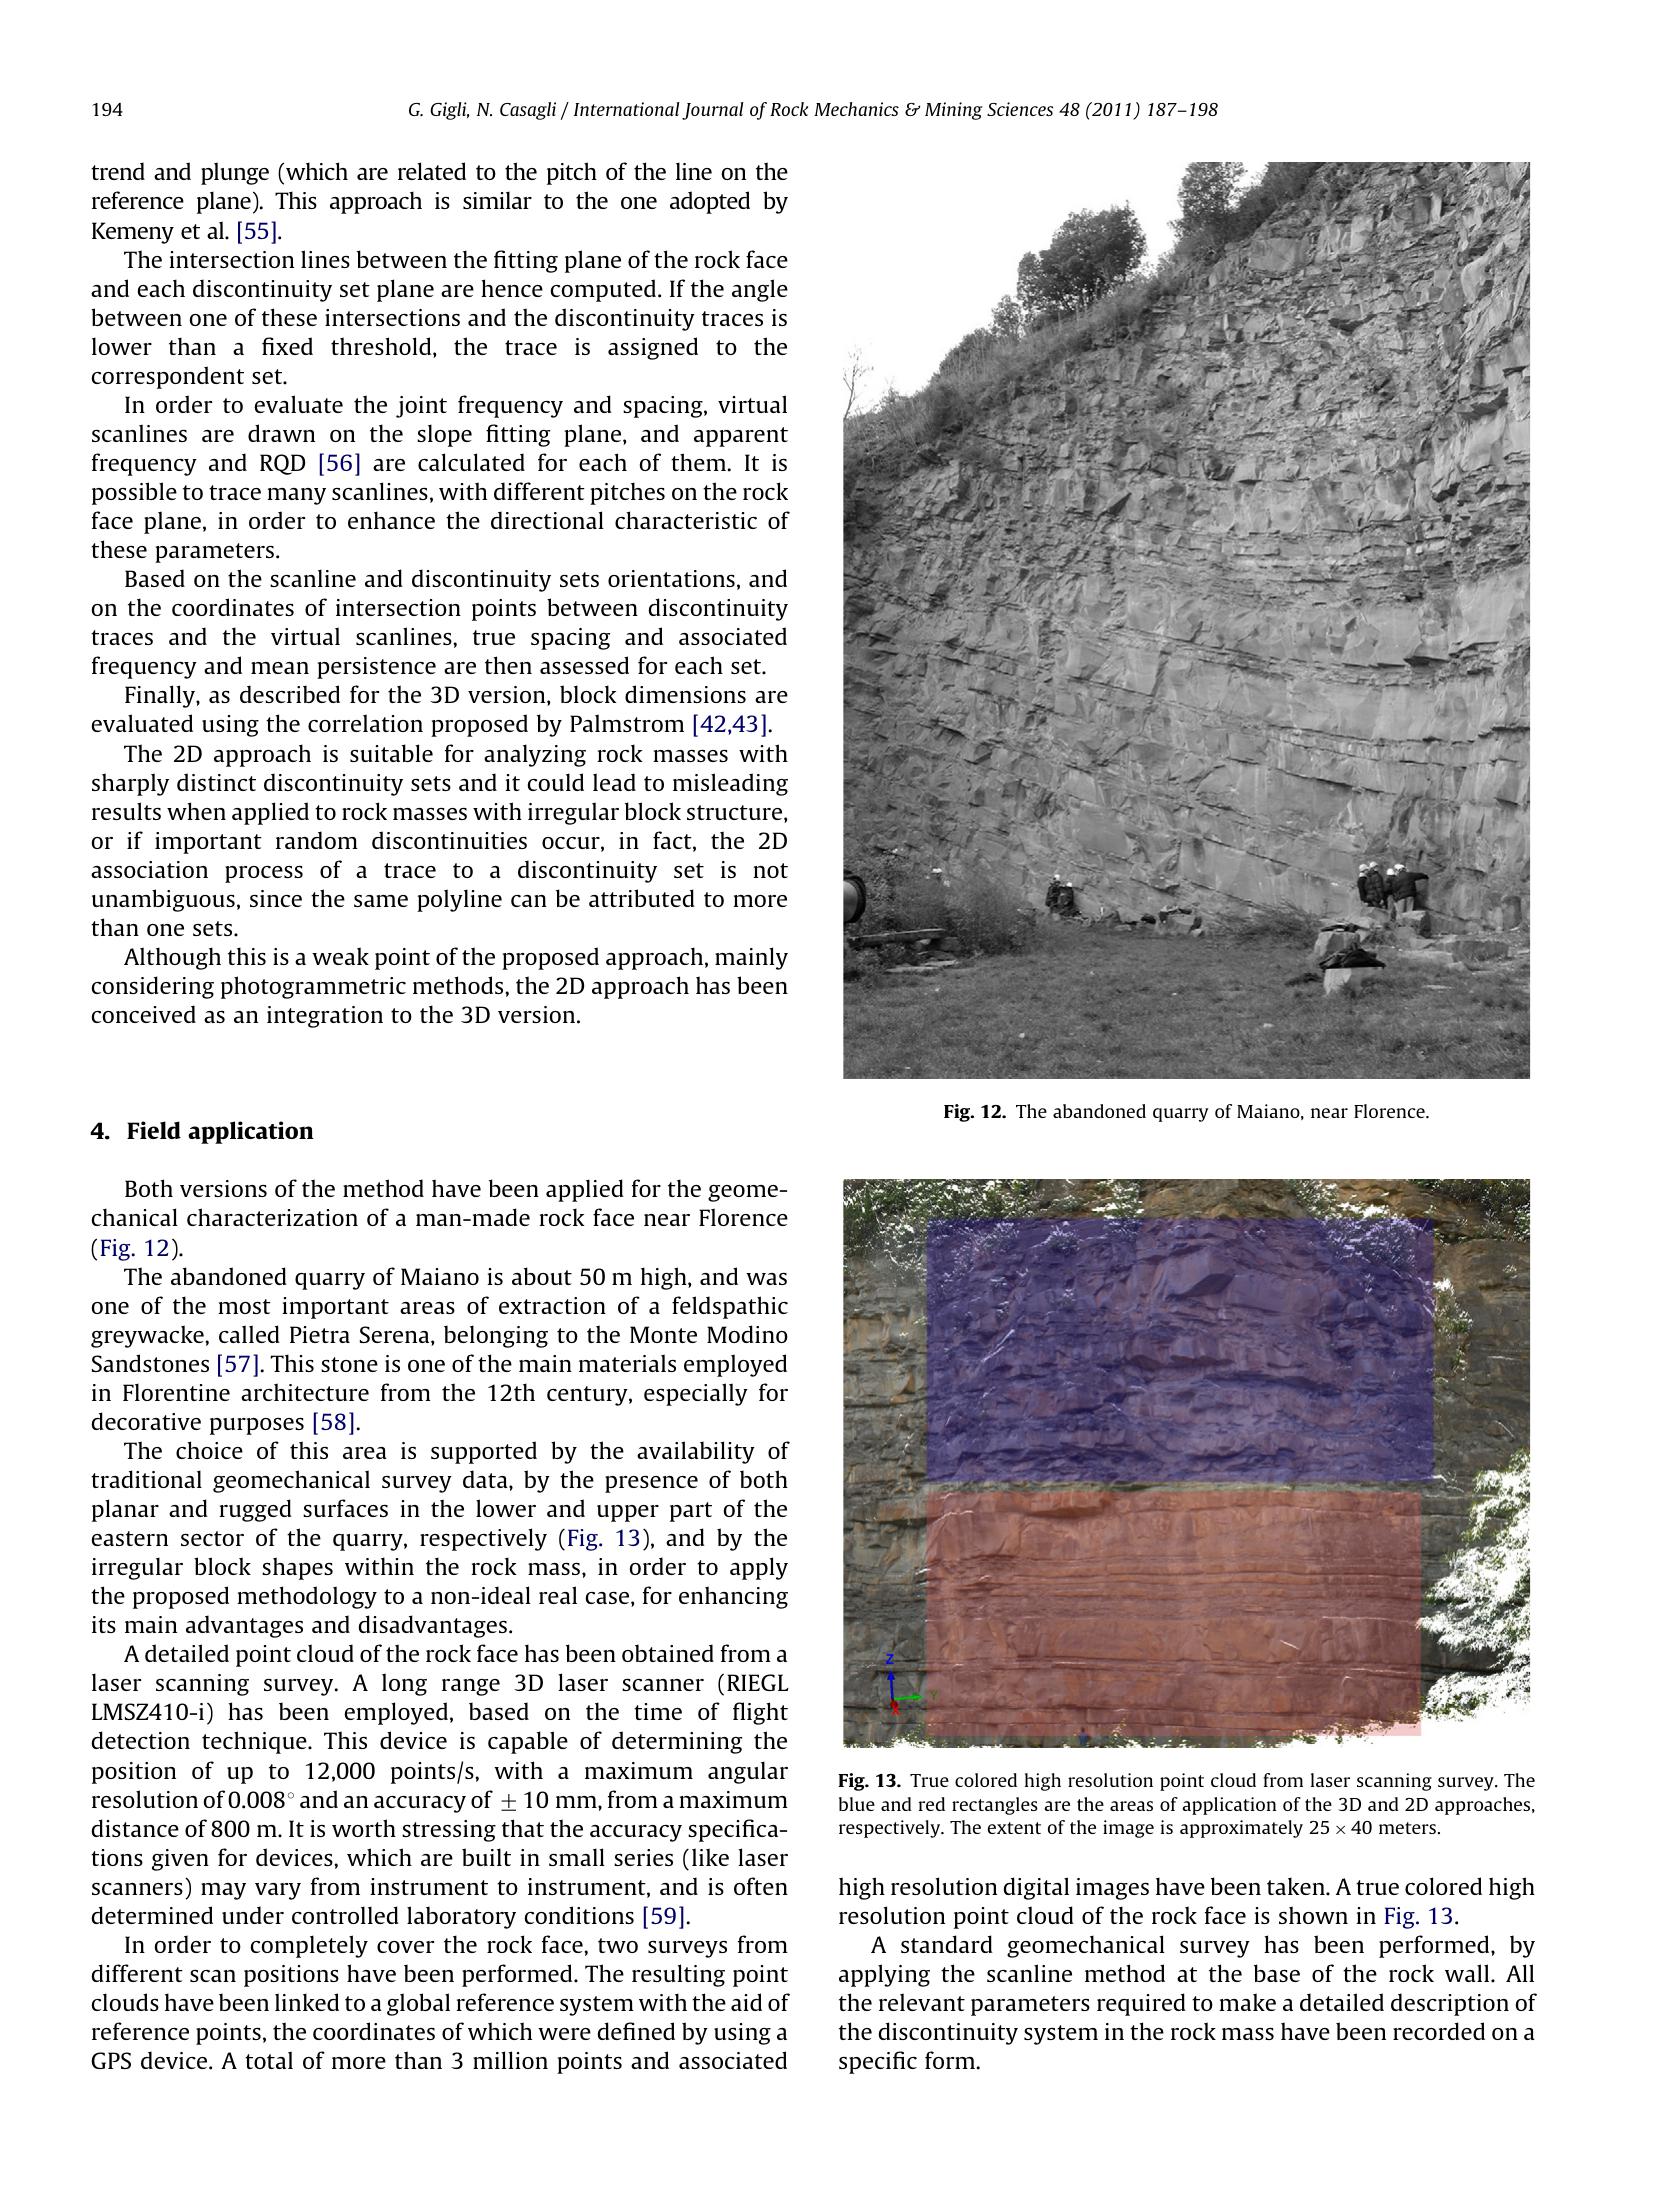 194
G. Gigli, N. Casagli / International Journal of Rock Mechanics & Mining Sciences 48 (2011) 187–198
trend and plunge (which are related to the pitch of the line on the
reference plane). This approach is similar to the one adopted by
Kemeny et al. [55].
The intersection lines between the fitting plane of the rock face
and each discontinuity set plane are hence computed. If the angle
between one of these intersections and the discontinuity traces is
lower than a fixed threshold, the trace is assigned to the
correspondent set.
In order to evaluate the joint frequency and spacing, virtual
scanlines are drawn on the slope fitting plane, and apparent
frequency and RQD [56] are calculated for each of them. It is
possible to trace many scanlines, with different pitches on the rock
face plane, in order to enhance the directional characteristic of
these parameters.
Based on the scanline and discontinuity sets orientations, and
on the coordinates of intersection points between discontinuity
traces and the virtual scanlines, true spacing and associated
frequency and mean persistence are then assessed for each set.
Finally, as described for the 3D version, block dimensions are
evaluated using the correlation proposed by Palmstrom [42,43].
The 2D approach is suitable for analyzing rock masses with
sharply distinct discontinuity sets and it could lead to misleading
results when applied to rock masses with irregular block structure,
or if important random discontinuities occur, in fact, the 2D
association process of a trace to a discontinuity set is not
unambiguous, since the same polyline can be attributed to more
than one sets.
Although this is a weak point of the proposed approach, mainly
considering photogrammetric methods, the 2D approach has been
conceived as an integration to the 3D version.
4. Field application
Both versions of the method have been applied for the geome-
chanical characterization of a man-made rock face near Florence
(Fig. 12).
The abandoned quarry of Maiano is about 50 m high, and was
one of the most important areas of extraction of a feldspathic
greywacke, called Pietra Serena, belonging to the Monte Modino
Sandstones [57]. This stone is one of the main materials employed
in Florentine architecture from the 12th century, especially for
decorative purposes [58].
The choice of this area is supported by the availability of
traditional geomechanical survey data, by the presence of both
planar and rugged surfaces in the lower and upper part of the
eastern sector of the quarry, respectively (Fig. 13), and by the
irregular block shapes within the rock mass, in order to apply
the proposed methodology to a non-ideal real case, for enhancing
its main advantages and disadvantages.
A detailed point cloud of the rock face has been obtained from a
laser scanning survey. A long range 3D laser scanner (RIEGL
LMSZ410-i) has been employed, based on the time of flight
detection technique. This device is capable of determining the
position of up to 12,000 points/s, with a maximum angular
resolution of 0.008° and an accuracy of ±10 mm, from a maximum
distance of 800 m. It is worth stressing that the accuracy specifica-
tions given for devices, which are built in small series (like laser
scanners) may vary from instrument to instrument, and is often
determined under controlled laboratory conditions [59].
In order to completely cover the rock face, two surveys from
different scan positions have been performed. The resulting point
clouds have been linked to a global reference system with the aid of
reference points, the coordinates of which were defined by using a
GPS device. A total of more than 3 million points and associated
Fig. 12. The abandoned quarry of Maiano, near Florence.
Z
Y
X
Fig. 13. True colored high resolution point cloud from laser scanning survey. The
blue and red rectangles are the areas of application of the 3D and 2D approaches,
respectively. The extent of the image is approximately 25 × 40 meters.
high resolution digital images have been taken. A true colored high
resolution point cloud of the rock face is shown in Fig. 13.
A standard geomechanical survey has been performed, by
applying the scanline method at the base of the rock wall. All
the relevant parameters required to make a detailed description of
the discontinuity system in the rock mass have been recorded on a
specific form.